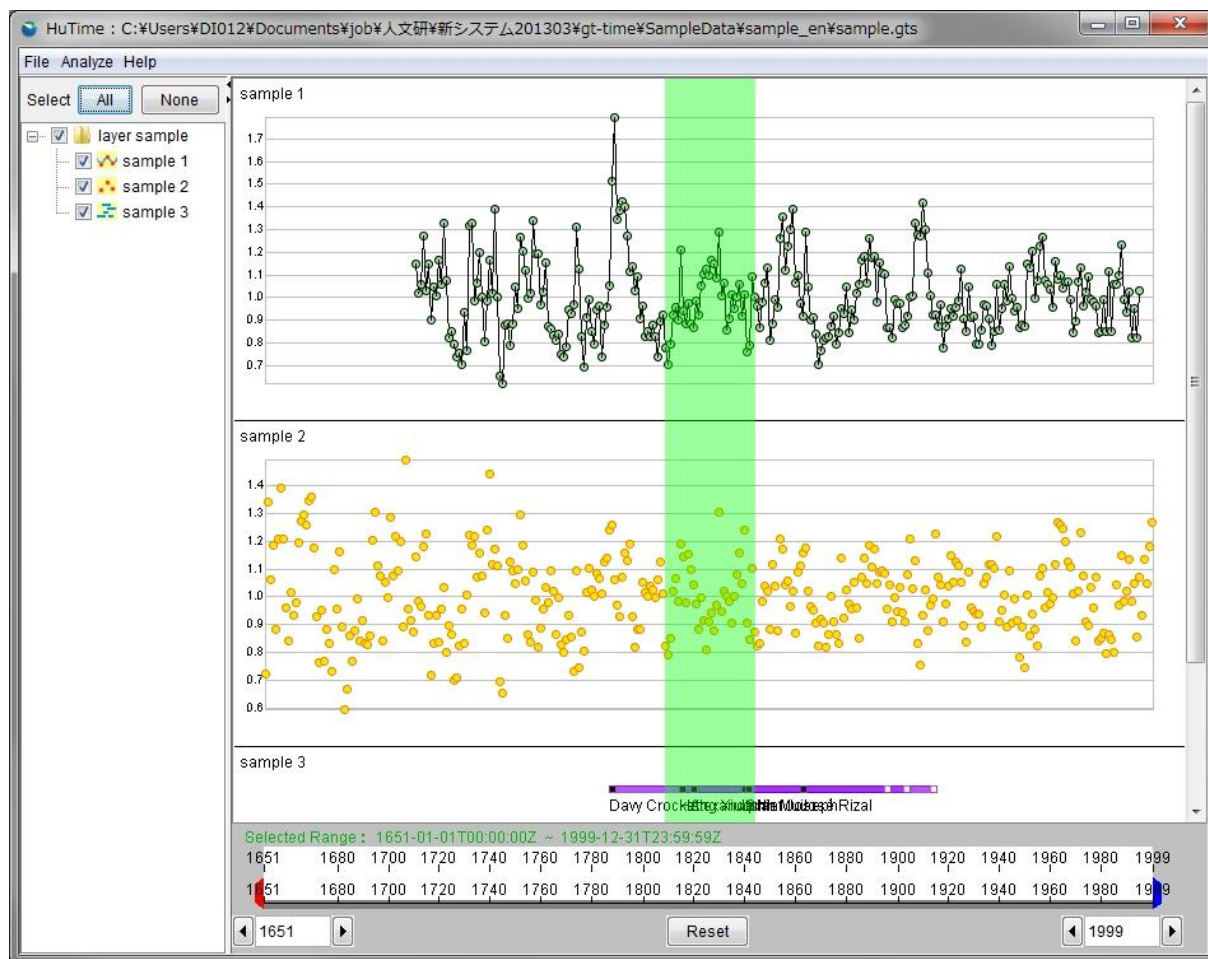 HuTime : C:¥Users¥DI012¥Documents¥job¥人文研¥新システム201303¥gt-time¥SampleData¥sample_en¥sample.gts
File Analyze Help
Select All None
layer sample
sample 1
sample 2
sample 3
sample 1
1.7
1.6
1.5
1.4
1.3
1.2
1.1
1.0
0.9
0.8
0.7
sample 2
1.4
1.3
1.2
1.1
1.0
0.9
0.8
0.7
0.6
sample 3
Davy Rizal
Selected Range : 1651-01-01T00:00:00Z ~ 1999-12-31T23:59:59Z
1651 1680 1700 1720 1740 1760 1780 1800 1820 1840 1860 1880 1900 1920 1940 1960 1980 1999
1651 1680 1700 1720 1740 1760 1780 1800 1820 1840 1860 1880 1900 1920 1940 1960 1980 1999
1651 Reset 1999